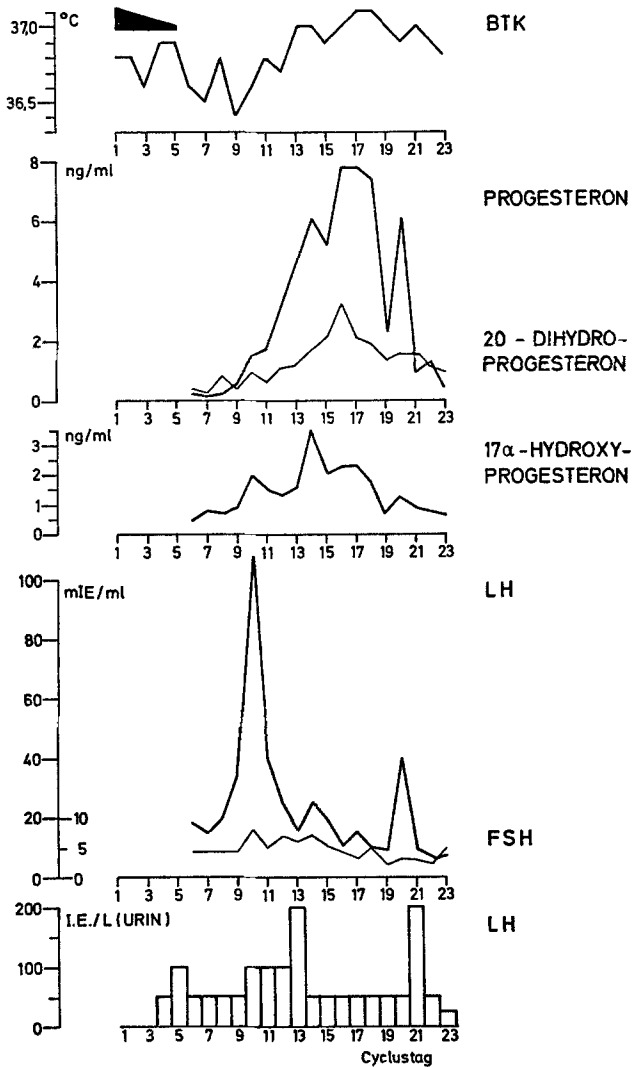 °C
BTK
37,0
36,5
1 3 5 7 9 11 13 15 17 19 21 23
8
ng/ml
PROGESTERON
6
4
20 - DIHYDRO-
PROGESTERON
2
0
1 3 5 7 9 11 13 15 17 19 21 23
ng/ml
17α-HYDROXY-
PROGESTERON
3
2
1
0
1 3 5 7 9 11 13 15 17 19 21 23
100
mIE/ml
LH
80
60
40
20 10
FSH
5
0 0
1 3 5 7 9 11 13 15 17 19 21 23
200
I.E./L (URIN)
LH
100
0
1 3 5 7 9 11 13 15 17 19 21 23
Cyclustag